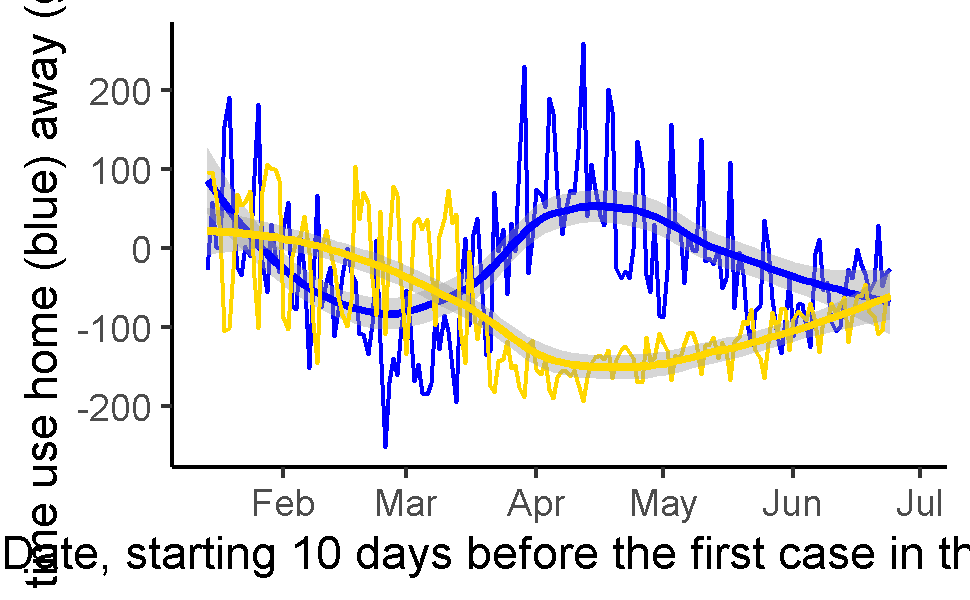 time use home (blue) away (
200
100
0
-100
-200
Feb Mar Apr May Jun Jul
Date, starting 10 days before the first case in th